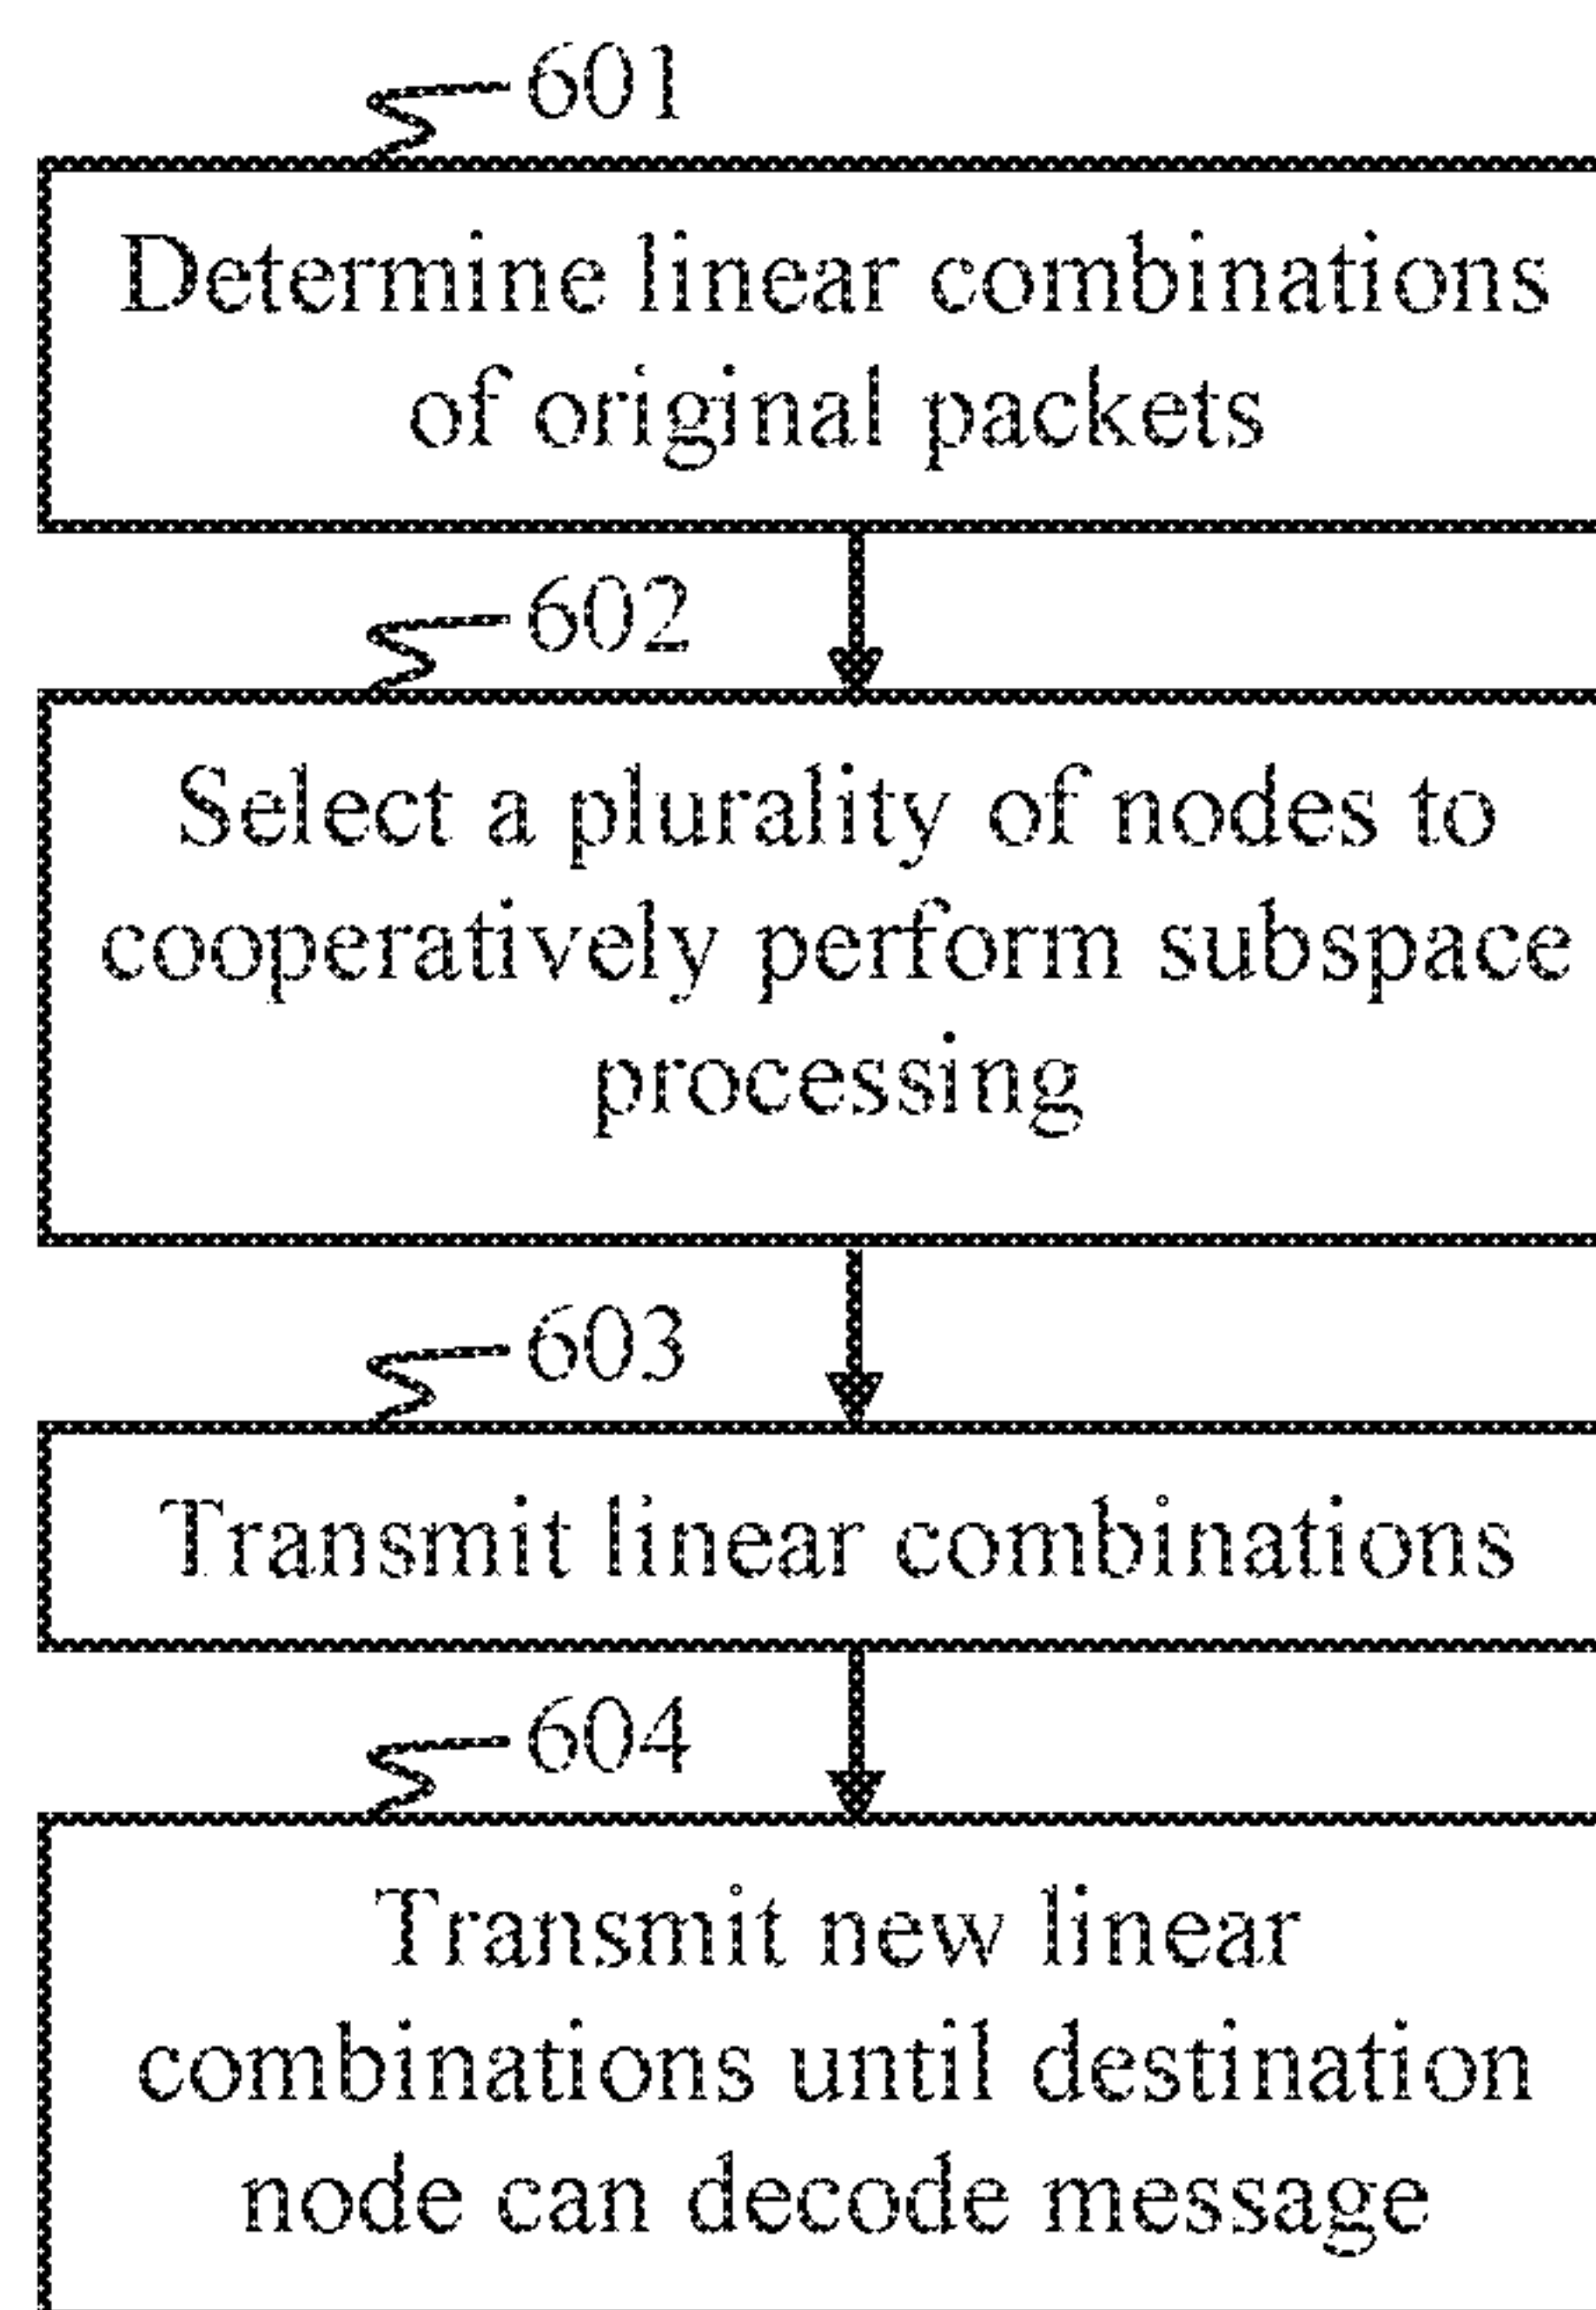 601
Determine linear combinations
of original packets
602
Select a plurality of nodes to
cooperatively perform subspace
processing
603
Transmit linear combinations
604
Transmit new linear
combinations until destination
node can decode message